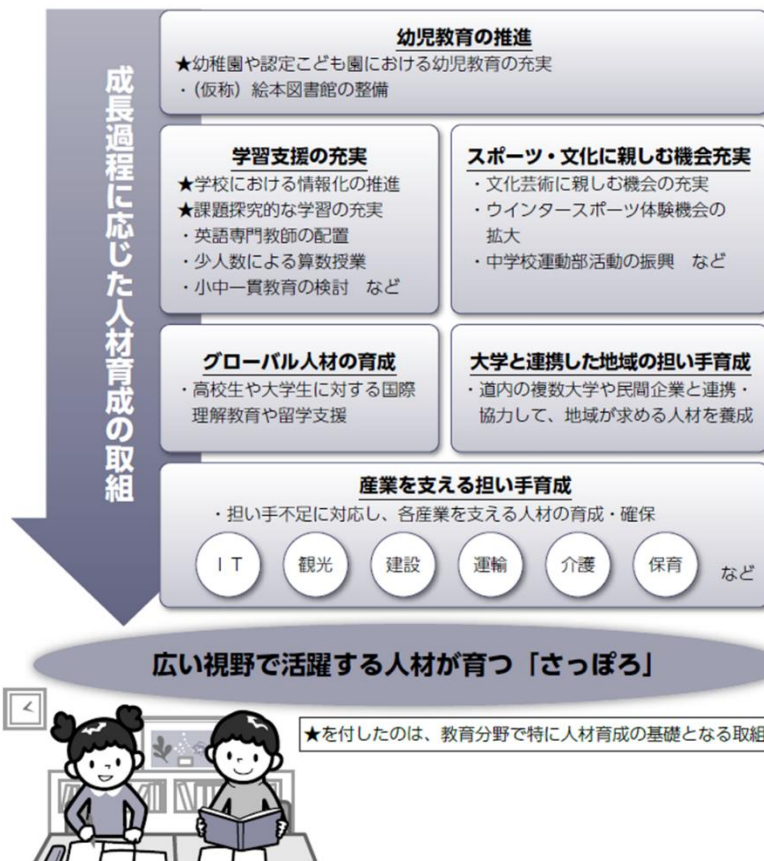 成長過程に応じた人材育成の取組
幼児教育の推進
★幼稚園や認定こども園における幼児教育の充実
・(仮称) 絵本図書館の整備
学習支援の充実
★学校における情報化の推進
★課題探究的な学習の充実
・英語専門教師の配置
・少人数による算数授業
・小中一貫教育の検討　など
スポーツ・文化に親しむ機会充実
・文化芸術に親しむ機会の充実
・ウインタースポーツ体験機会の
拡大
・中学校運動部活動の振興　など
グローバル人材の育成
・高校生や大学生に対する国際
理解教育や留学支援
大学と連携した地域の担い手育成
・道内の複数大学や民間企業と連携・
協力して、地域が求める人材を養成
産業を支える担い手育成
・担い手不足に対応し、各産業を支える人材の育成・確保
ＩＴ　観光　建設　運輸　介護　保育　など
広い視野で活躍する人材が育つ「さっぽろ」
★を付したのは、教育分野で特に人材育成の基礎となる取組